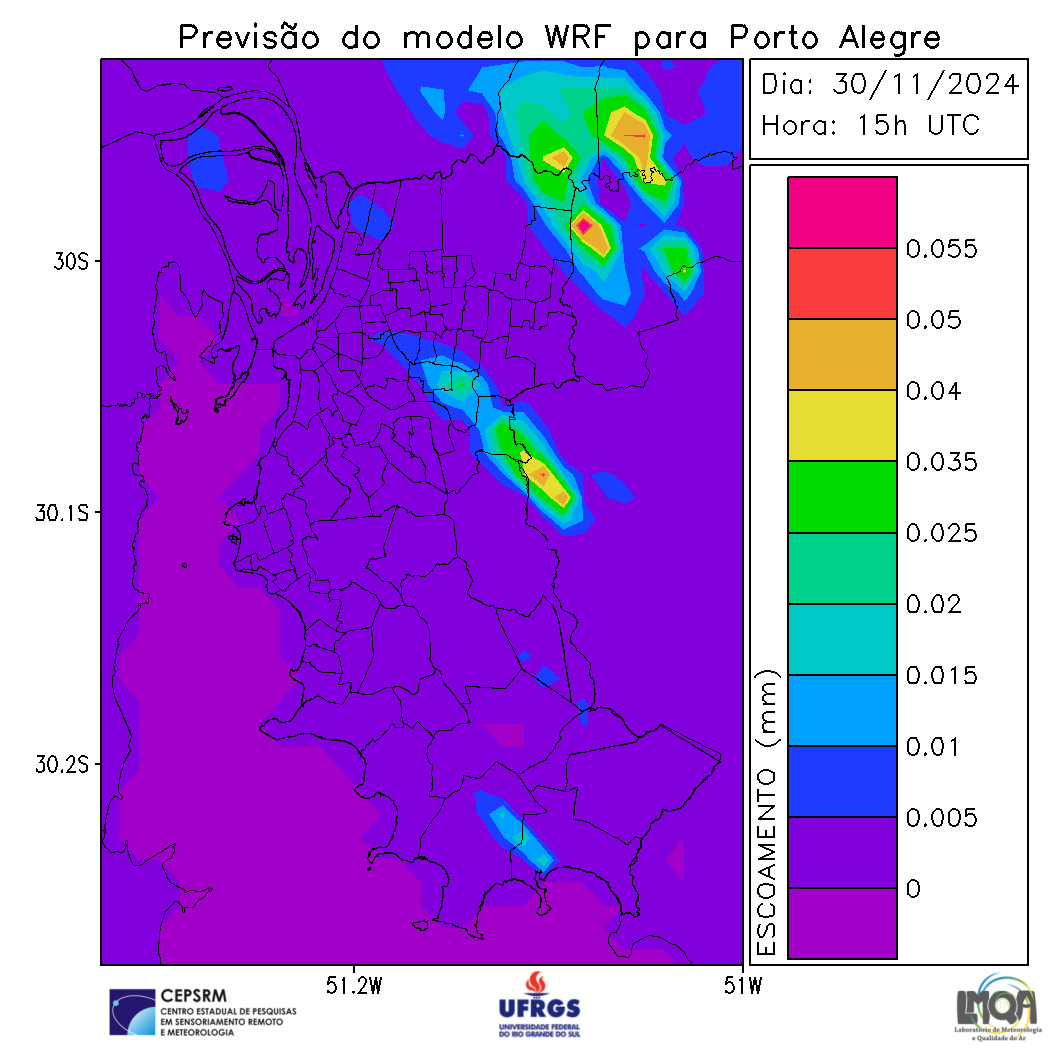 Previsão do modelo WRF para Porto Alegre
Dia: 30/11/2024
Hora: 15h UTC
30S
30.1S
30.2S
51.2W
51W
ESCOAMENTO (mm)
0.055
0.05
0.04
0.035
0.025
0.02
0.015
0.01
0.005
0
CEPSRM
CENTRO ESTADUAL DE PESQUISAS
EM SENSORIAMENTO REMOTO
E METEOROLOGIA
UFRGS
UNIVERSIDADE FEDERAL
DO RIO GRANDE DO SUL
LMQA
Laboratório de Meteorologia
e Qualidade do Ar